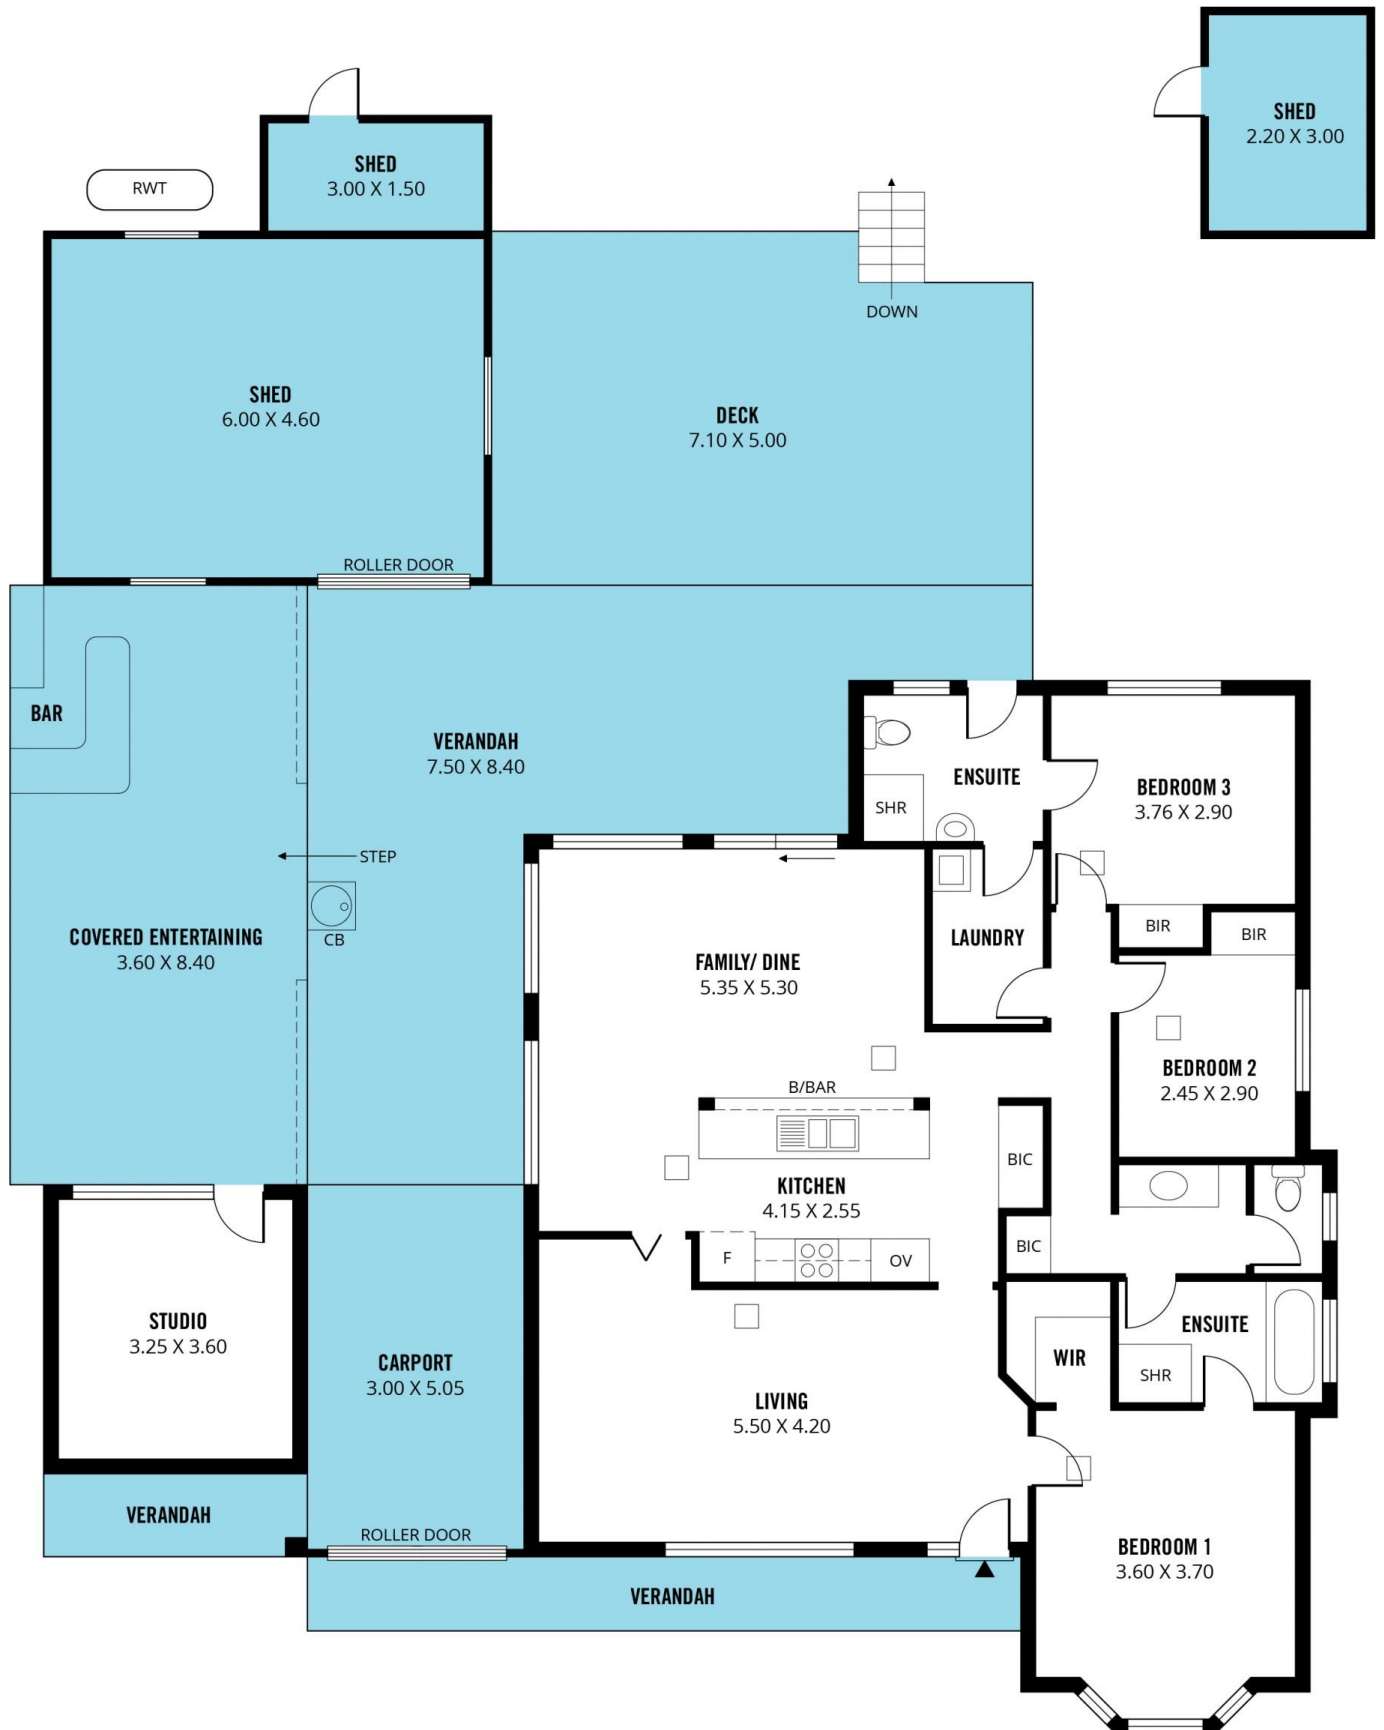 SHED
2.20 X 3.00
SHED
3.00 X 1.50
RWT
DOWN
SHED
6.00 X 4.60
DECK
7.10 X 5.00
ROLLER DOOR
BAR
VERANDAH
7.50 X 8.40
ENSUITE
SHR
BEDROOM 3
3.76 X 2.90
STEP
CB
COVERED ENTERTAINING
3.60 X 8.40
LAUNDRY
BIR
BIR
FAMILY/ DINE
5.35 X 5.30
BEDROOM 2
2.45 X 2.90
B/BAR
BIC
KITCHEN
4.15 X 2.55
F
OV
BIC
STUDIO
3.25 X 3.60
CARPORT
3.00 X 5.05
ENSUITE
WIR
SHR
LIVING
5.50 X 4.20
VERANDAH
ROLLER DOOR
BEDROOM 1
3.60 X 3.70
VERANDAH